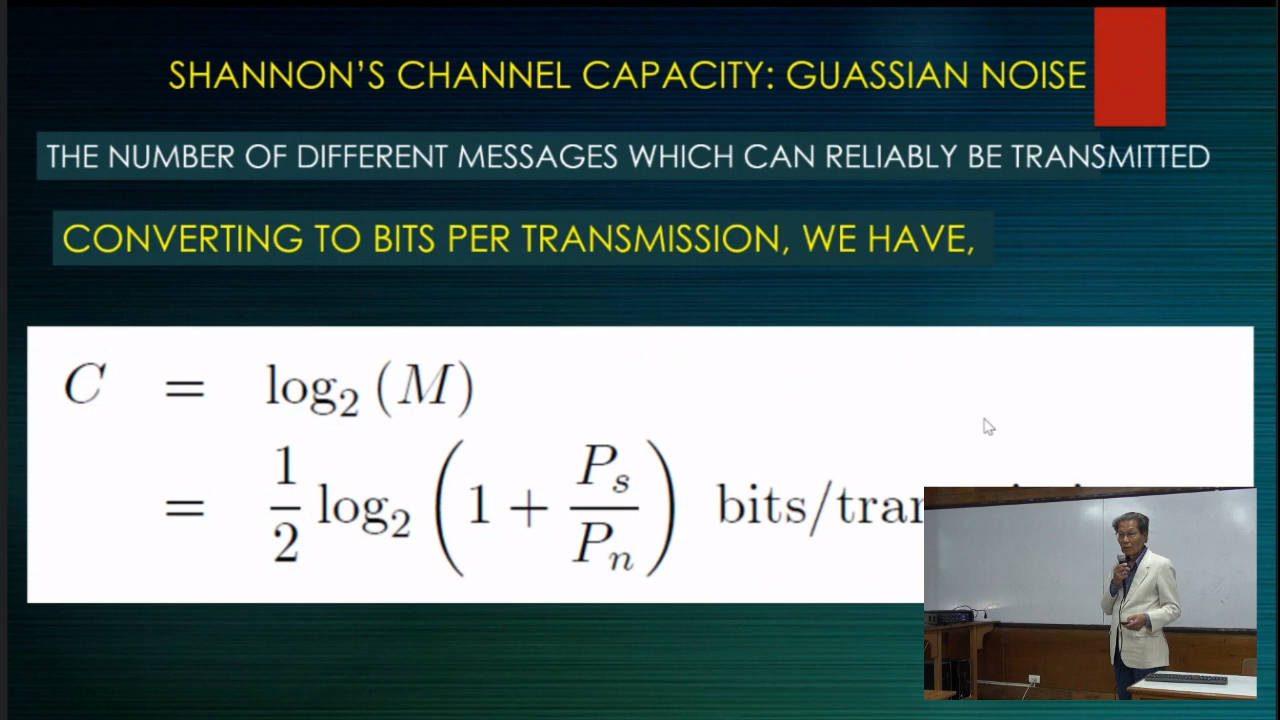 SHANNON'S CHANNEL CAPACITY: GUASSIAN NOISE
THE NUMBER OF DIFFERENT MESSAGES WHICH CAN RELIABLY BE TRANSMITTED
CONVERTING TO BITS PER TRANSMISSION, WE HAVE,
C = log₂ (M)
= 1/2 log₂ (1 + Pₛ/Pₙ) bits/tran